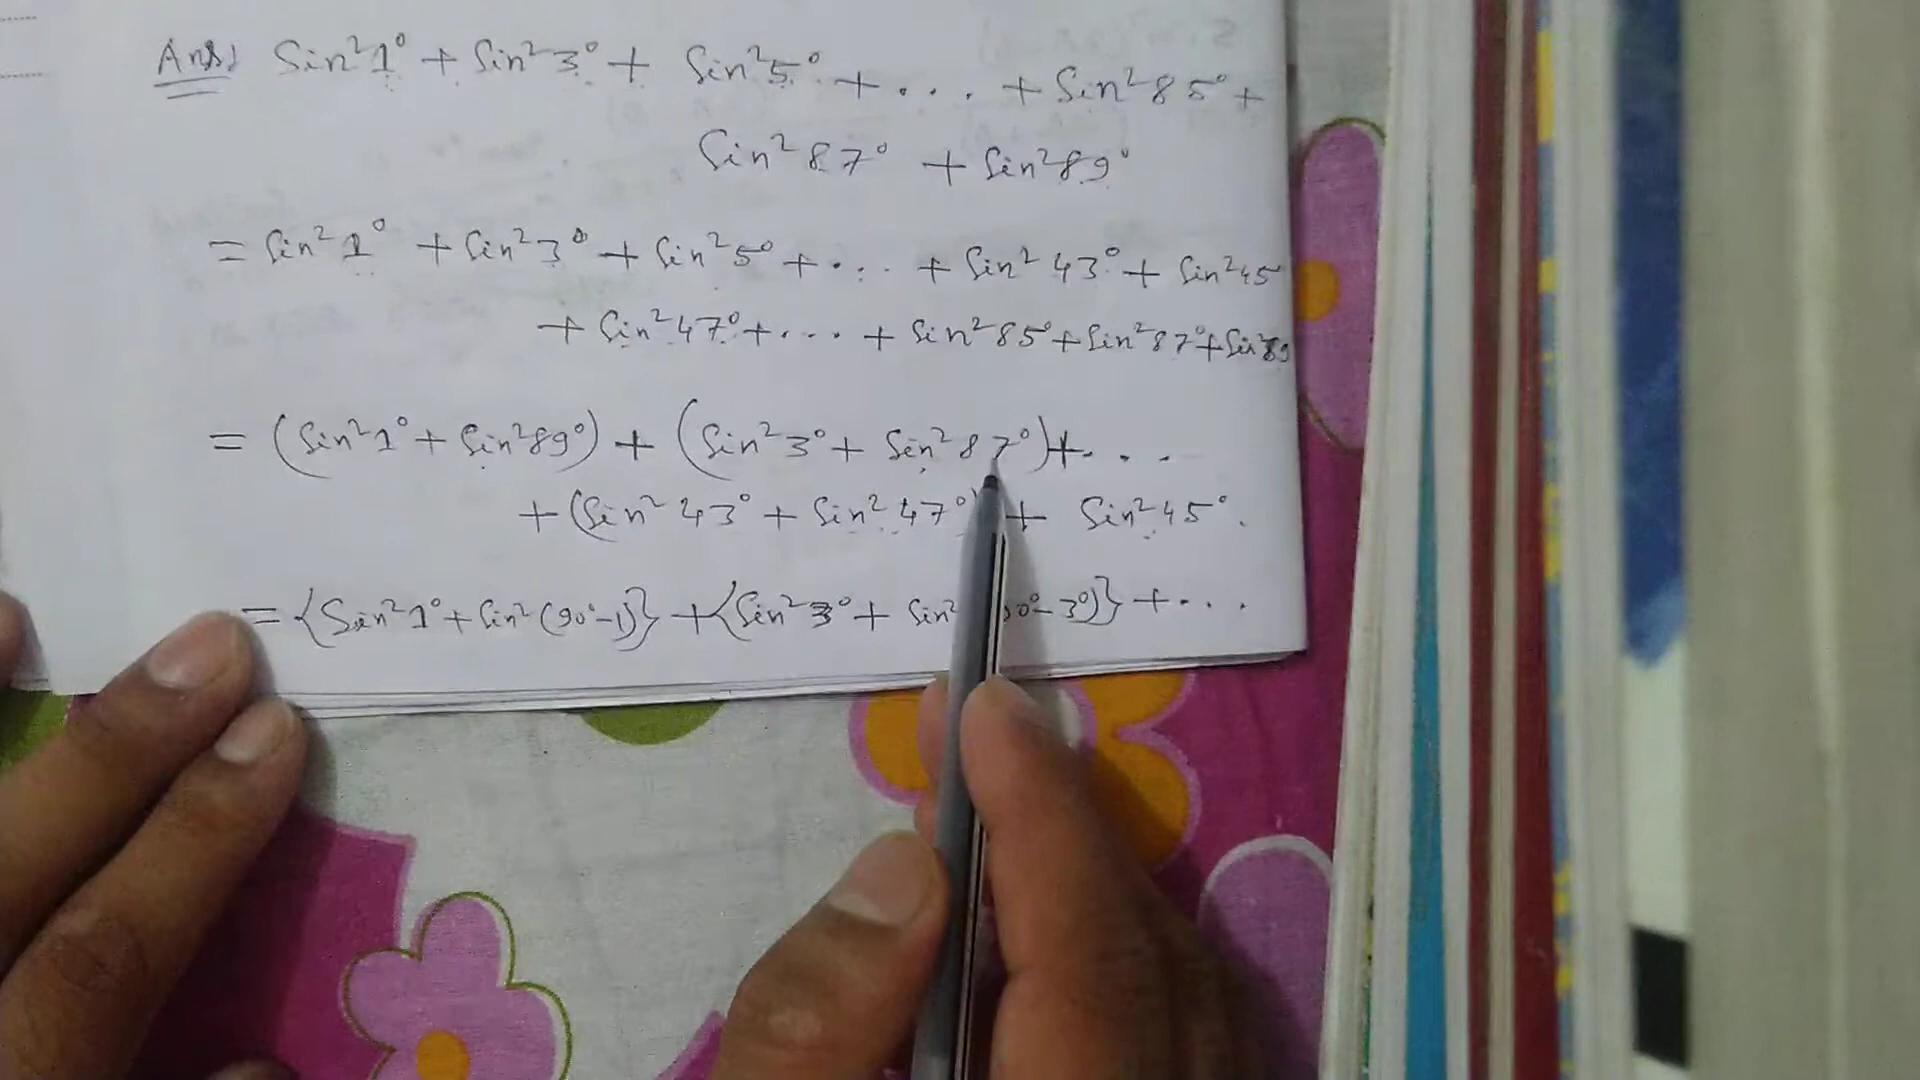 Ans) Sin²1° + Sin²3° + Sin²5° + ... + Sin²85° +
Sin²87° + Sin²89°
= Sin²1° + Sin²3° + Sin²5° + ... + Sin²43° + Sin²45
+ Sin²47° + ... + Sin²85° + Sin²87° + Sin²89
= (Sin²1° + Sin²89°) + (Sin²3° + Sin²87°) + ...
+ (Sin²43° + Sin²47°) + Sin²45°.
= {Sin²1° + Sin²(90°-1)} + {Sin²3° + Sin² 90°-3°)} + ...